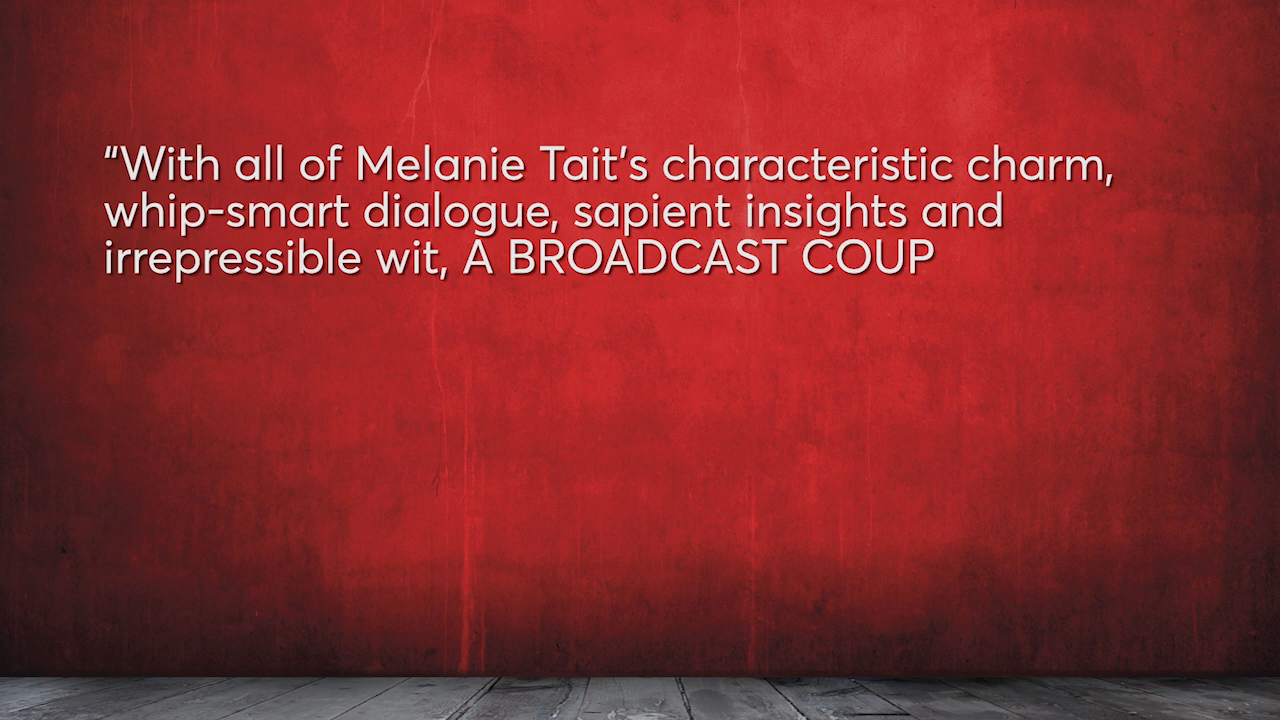 “With all of Melanie Tait’s characteristic charm,
whip-smart dialogue, sapient insights and
irrepressible wit, A BROADCAST COUP